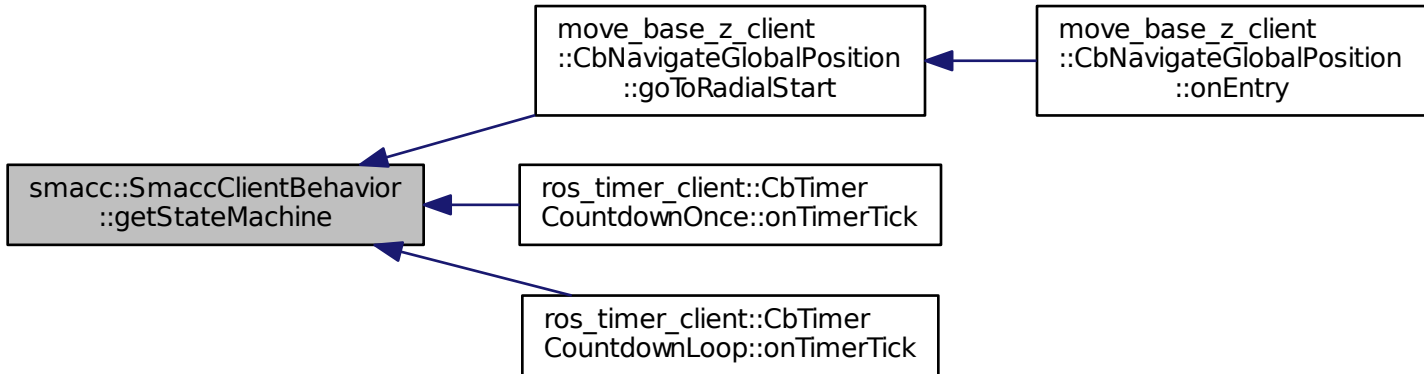 move_base_z_client
::CbNavigateGlobalPosition
::goToRadialStart
move_base_z_client
::CbNavigateGlobalPosition
::onEntry
smacc::SmaccClientBehavior
::getStateMachine
ros_timer_client::CbTimer
CountdownOnce::onTimerTick
ros_timer_client::CbTimer
CountdownLoop::onTimerTick